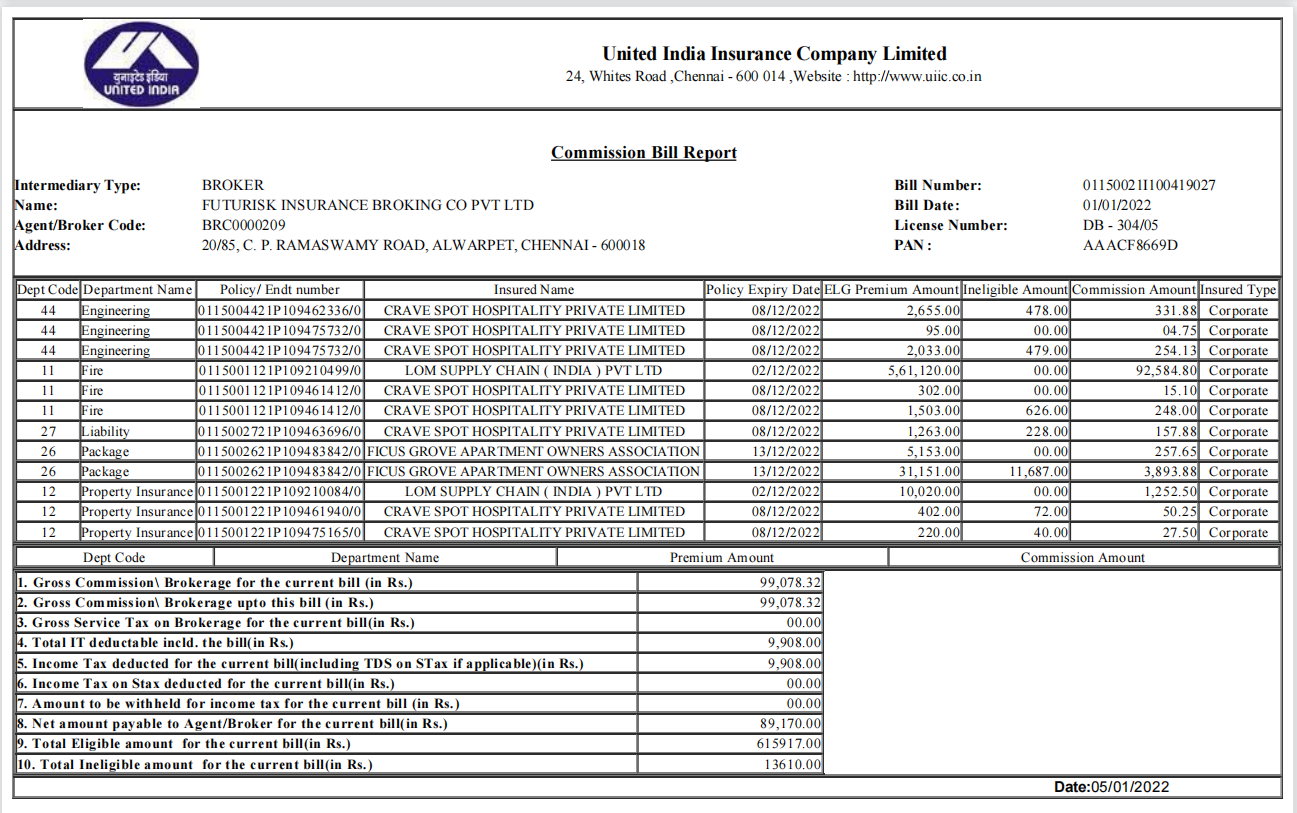 युनाइटेड इंडिया
UNITED INDIA
United India Insurance Company Limited
24, Whites Road ,Chennai - 600 014 ,Website : http://www.uiic.co.in
Commission Bill Report
Intermediary Type: BROKER Bill Number: 01150021I100419027
Name: FUTURISK INSURANCE BROKING CO PVT LTD Bill Date: 01/01/2022
Agent/Broker Code: BRC0000209 License Number: DB - 304/05
Address: 20/85, C. P. RAMASWAMY ROAD, ALWARPET, CHENNAI - 600018 PAN : AAACF8669D
Dept Code Department Name Policy/ Endt number Insured Name Policy Expiry Date ELG Premium Amount Ineligible Amount Commission Amount Insured Type
44 Engineering 0115004421P109462336/0 CRAVE SPOT HOSPITALITY PRIVATE LIMITED 08/12/2022 2,655.00 478.00 331.88 Corporate
44 Engineering 0115004421P109475732/0 CRAVE SPOT HOSPITALITY PRIVATE LIMITED 08/12/2022 95.00 00.00 04.75 Corporate
44 Engineering 0115004421P109475732/0 CRAVE SPOT HOSPITALITY PRIVATE LIMITED 08/12/2022 2,033.00 479.00 254.13 Corporate
11 Fire 0115001121P109210499/0 LOM SUPPLY CHAIN ( INDIA ) PVT LTD 02/12/2022 5,61,120.00 00.00 92,584.80 Corporate
11 Fire 0115001121P109461412/0 CRAVE SPOT HOSPITALITY PRIVATE LIMITED 08/12/2022 302.00 00.00 15.10 Corporate
11 Fire 0115001121P109461412/0 CRAVE SPOT HOSPITALITY PRIVATE LIMITED 08/12/2022 1,503.00 626.00 248.00 Corporate
27 Liability 0115002721P109463696/0 CRAVE SPOT HOSPITALITY PRIVATE LIMITED 08/12/2022 1,263.00 228.00 157.88 Corporate
26 Package 0115002621P109483842/0 FICUS GROVE APARTMENT OWNERS ASSOCIATION 13/12/2022 5,153.00 00.00 257.65 Corporate
26 Package 0115002621P109483842/0 FICUS GROVE APARTMENT OWNERS ASSOCIATION 13/12/2022 31,151.00 11,687.00 3,893.88 Corporate
12 Property Insurance 0115001221P109210084/0 LOM SUPPLY CHAIN ( INDIA ) PVT LTD 02/12/2022 10,020.00 00.00 1,252.50 Corporate
12 Property Insurance 0115001221P109461940/0 CRAVE SPOT HOSPITALITY PRIVATE LIMITED 08/12/2022 402.00 72.00 50.25 Corporate
12 Property Insurance 0115001221P109475165/0 CRAVE SPOT HOSPITALITY PRIVATE LIMITED 08/12/2022 220.00 40.00 27.50 Corporate
Dept Code Department Name Premium Amount Commission Amount
1. Gross Commission\ Brokerage for the current bill (in Rs.) 99,078.32
2. Gross Commission\ Brokerage upto this bill (in Rs.) 99,078.32
3. Gross Service Tax on Brokerage for the current bill(in Rs.) 00.00
4. Total IT deductable incld. the bill(in Rs.) 9,908.00
5. Income Tax deducted for the current bill(including TDS on STax if applicable)(in Rs.) 9,908.00
6. Income Tax on Stax deducted for the current bill(in Rs.) 00.00
7. Amount to be withheld for income tax for the current bill (in Rs.) 00.00
8. Net amount payable to Agent/Broker for the current bill(in Rs.) 89,170.00
9. Total Eligible amount for the current bill(in Rs.) 615917.00
10. Total Ineligible amount for the current bill(in Rs.) 13610.00
Date:05/01/2022